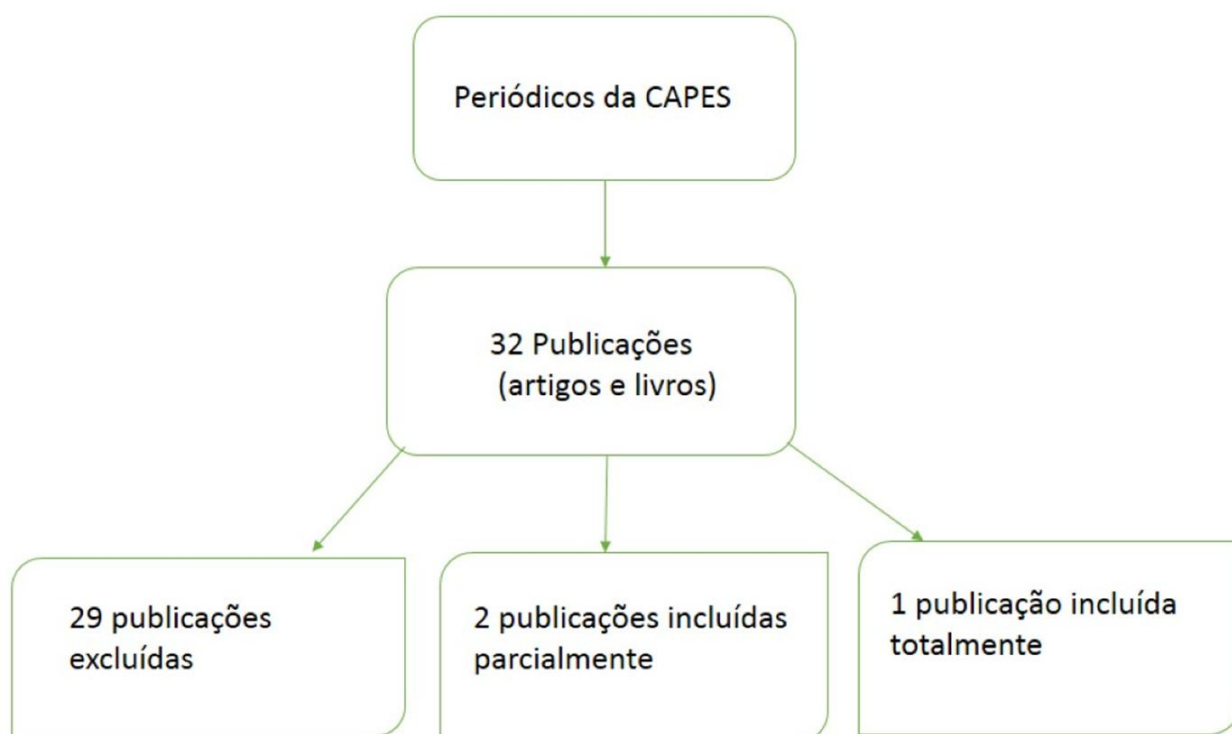 Periódicos da CAPES
32 Publicações
(artigos e livros)
29 publicações
excluídas
2 publicações incluídas
parcialmente
1 publicação incluída
totalmente